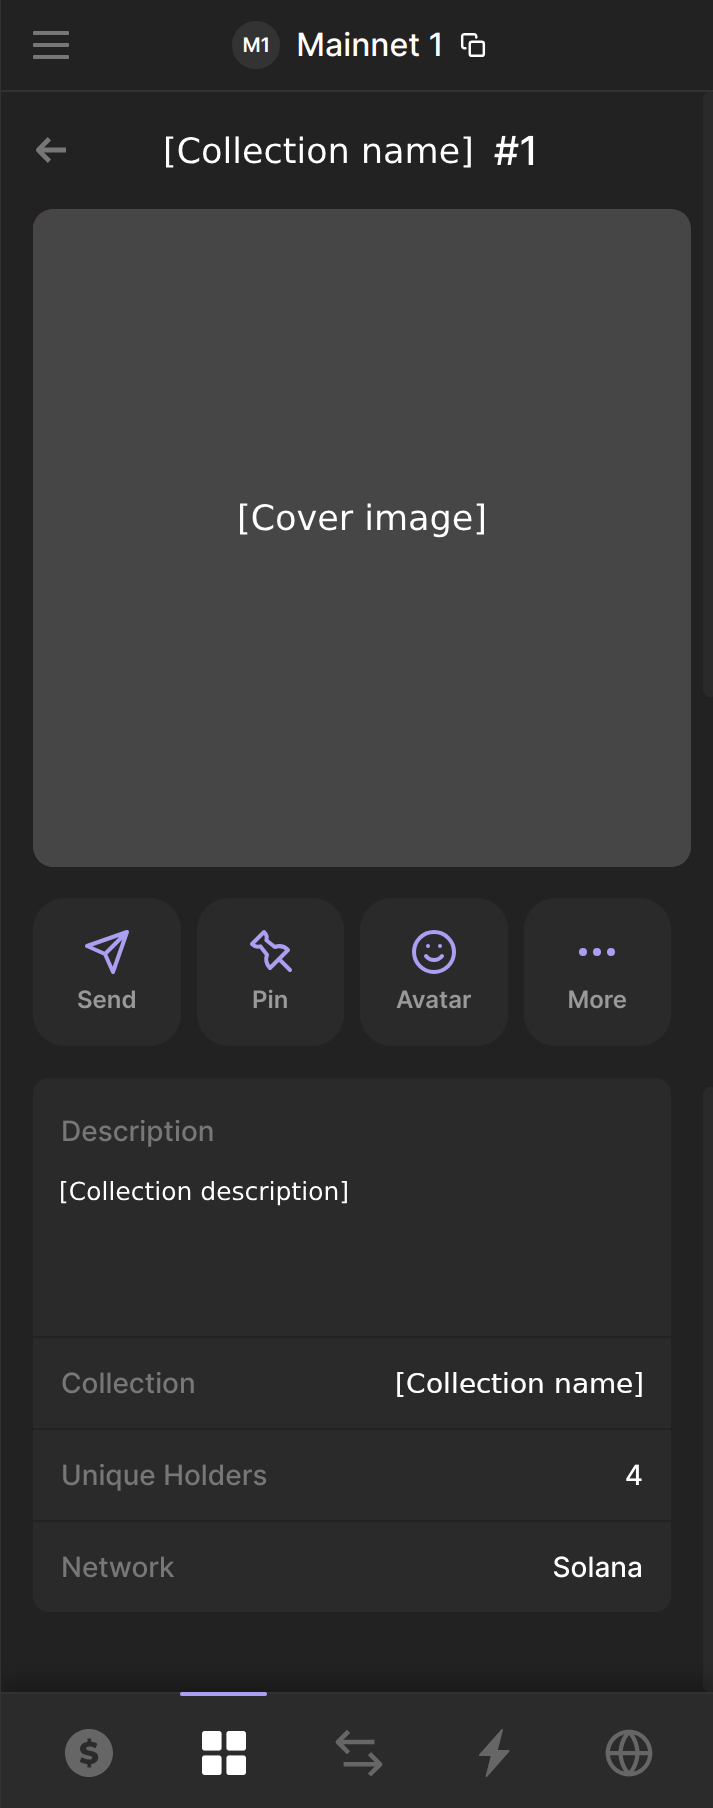 M1 Mainnet 1
[Collection name] #1
[Cover image]
Send Pin Avatar More
Description
[Collection description]
Collection [Collection name]
Unique Holders 4
Network Solana